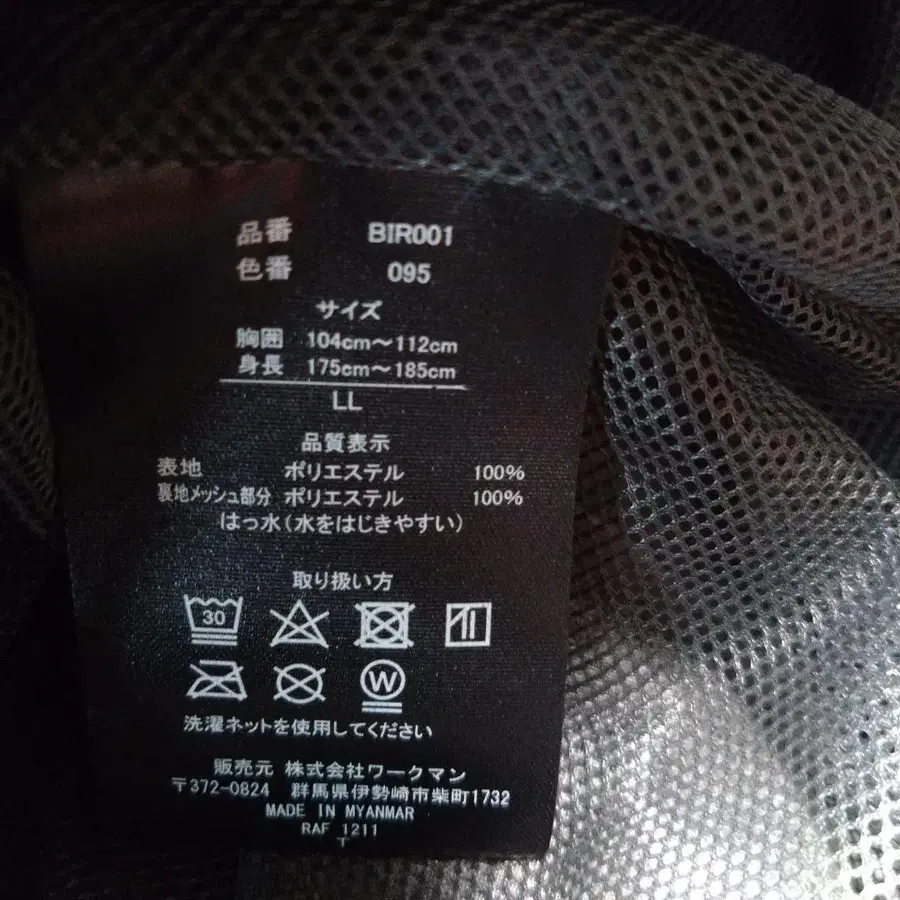 品番 BIR001
色番 095
サイズ
胸囲 104cm～112cm
身長 175cm～185cm
LL
品質表示
表地 ポリエステル 100%
裏地メッシュ部分 ポリエステル 100%
はっ水(水をはじきやすい)
取り扱い方
30
W
洗濯ネットを使用してください
販売元 株式会社ワークマン
〒372-0824 群馬県伊勢崎市柴町1732
MADE IN MYANMAR
RAF 1211
T